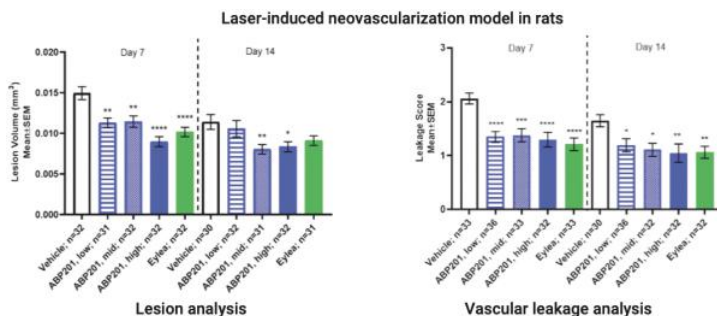 Laser-induced neovascularization model in rats
Lesion Volume (mm³)
Mean±SEM
0.020
0.015
0.010
0.005
0.000
Day 7
Day 14
**
**
****
****
**
*
Vehicle; n=32
ABP201, low; n=31
ABP201, mid; n=32
ABP201, high; n=32
Eylea; n=32
Vehicle; n=30
ABP201, low; n=32
ABP201, mid; n=31
ABP201, high; n=32
Eylea; n=31
Lesion analysis
Leakage Score
Mean±SEM
3
2
1
0
Day 7
Day 14
****
***
****
****
*
*
**
**
Vehicle; n=33
ABP201, low; n=36
ABP201, mid; n=33
ABP201, high; n=32
Eylea; n=33
Vehicle; n=30
ABP201, low; n=36
ABP201, mid; n=32
ABP201, high; n=32
Eylea; n=32
Vascular leakage analysis